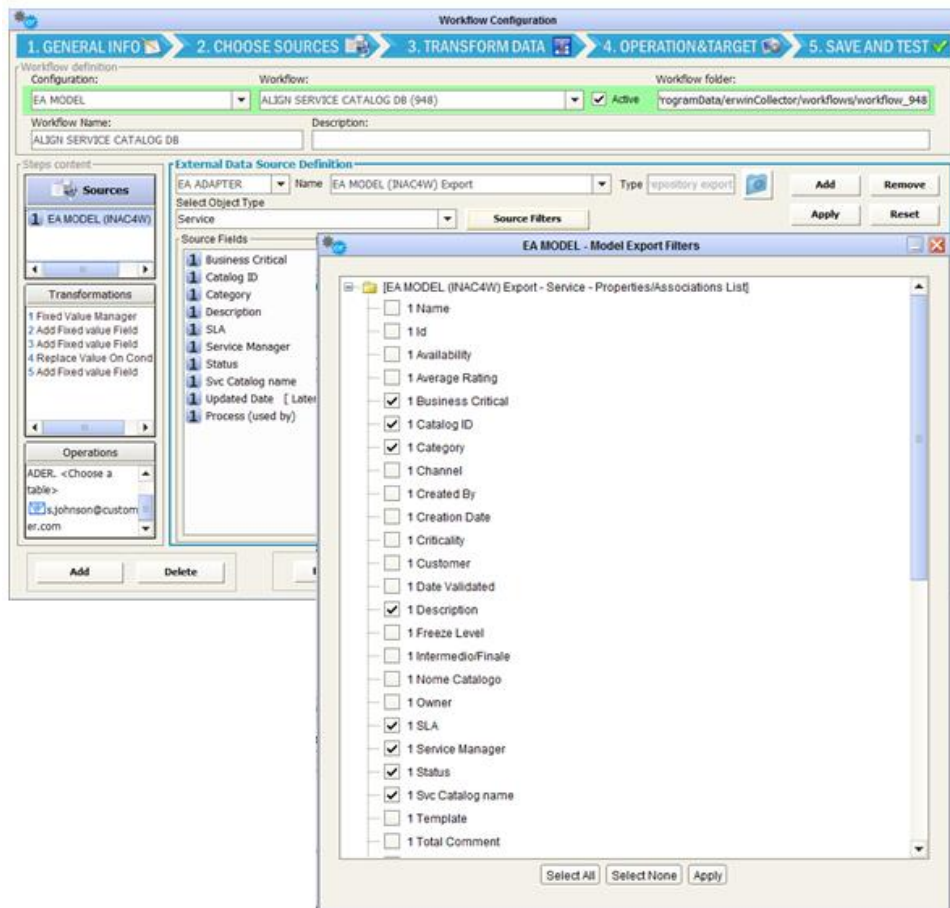 Workflow Configuration
1. GENERAL INFO
2. CHOOSE SOURCES
3. TRANSFORM DATA
4. OPERATION&TARGET
5. SAVE AND TEST
Workflow definition
Configuration:
Workflow:
Workflow folder:
EA MODEL
ALIGN SERVICE CATALOG DB (948)
Active
rogramData/erwinCollector/workflows/workflow_948
Workflow Name:
Description:
ALIGN SERVICE CATALOG DB
Steps content
Sources
1 EA MODEL (INAC4W)
External Data Source Definition
EA ADAPTER
Name
EA MODEL (INAC4W) Export
Type
repository export
Add
Remove
Select Object Type
Service
Source Filters
Apply
Reset
Source Fields
1 Business Critical
1 Catalog ID
1 Category
1 Description
1 SLA
1 Service Manager
1 Status
1 Svc Catalog name
1 Updated Date [ Later
1 Process (used by)
Transformations
1 Fixed Value Manager
2 Add Fixed value Field
3 Add Fixed value Field
4 Replace Value On Cond
5 Add Fixed value Field
Operations
ADER. <Choose a
table>
s.johnson@custom
er.com
Add
Delete
EA MODEL - Model Export Filters
[EA MODEL (INAC4W) Export - Service - Properties/Associations List]
1 Name
1 Id
1 Availability
1 Average Rating
1 Business Critical
1 Catalog ID
1 Category
1 Channel
1 Created By
1 Creation Date
1 Criticality
1 Customer
1 Date Validated
1 Description
1 Freeze Level
1 Intermedio/Finale
1 Nome Catalogo
1 Owner
1 SLA
1 Service Manager
1 Status
1 Svc Catalog name
1 Template
1 Total Comment
Select All
Select None
Apply